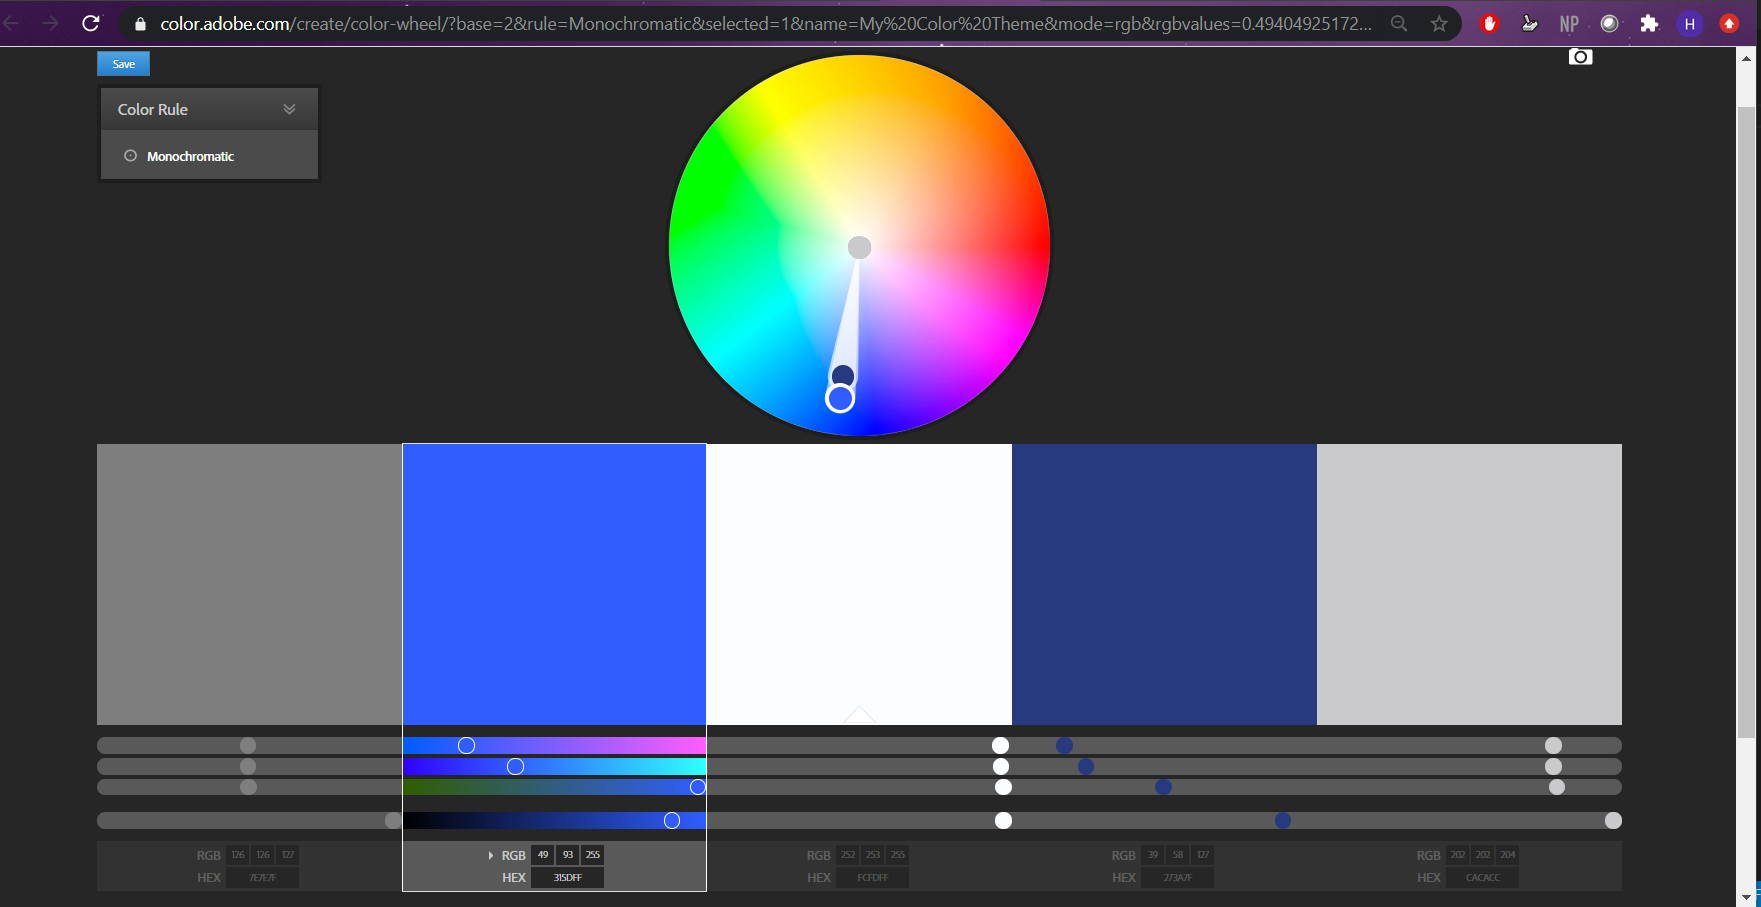 color.adobe.com/create/color-wheel/?base=2&rule=Monochromatic&selected=1&name=My%20Color%20Theme&mode=rgb&rgbvalues=0.49404925172...
NP
H
Save
Color Rule
Monochromatic
RGB 126 126 127
HEX 7E7E7F
RGB 49 93 255
HEX 315DFF
RGB 252 253 255
HEX FCFDFF
RGB 39 58 127
HEX 273A7F
RGB 202 202 204
HEX CACACC